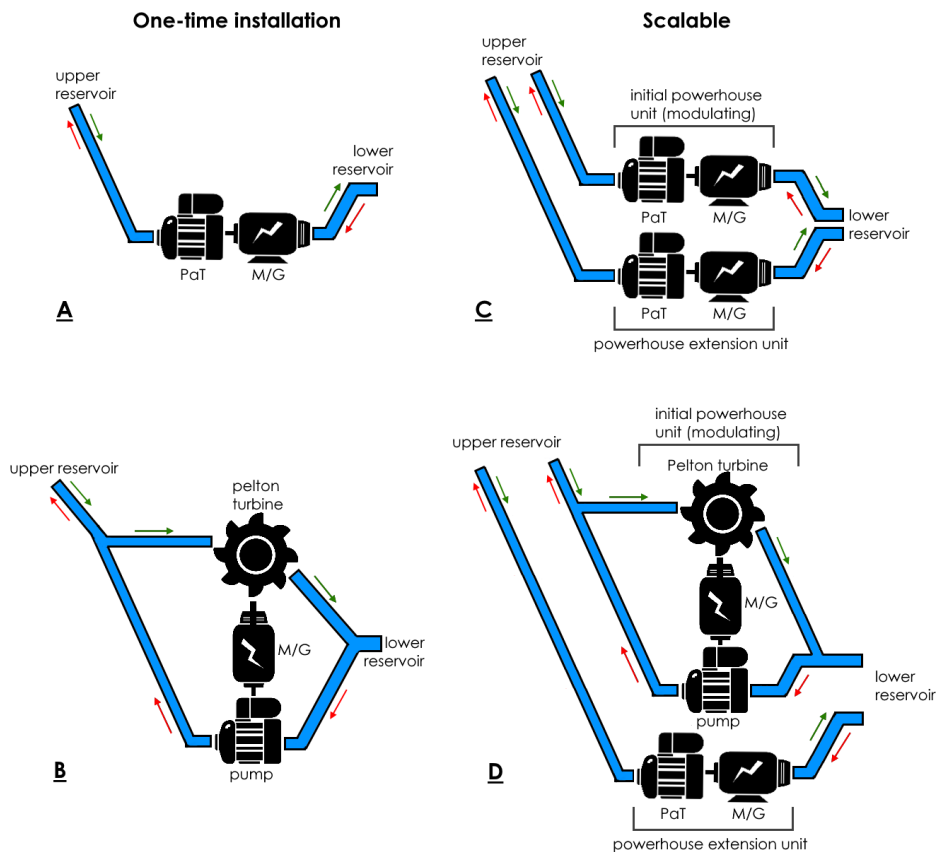 One-time installation
upper
reservoir
lower
reservoir
PaT
M/G
A
Scalable
upper
reservoir
initial powerhouse
unit (modulating)
PaT
M/G
lower
reservoir
PaT
M/G
C
powerhouse extension unit
upper reservoir
pelton
turbine
M/G
lower
reservoir
B
pump
initial powerhouse
unit (modulating)
upper reservoir
Pelton turbine
M/G
lower
reservoir
pump
D
PaT
M/G
powerhouse extension unit